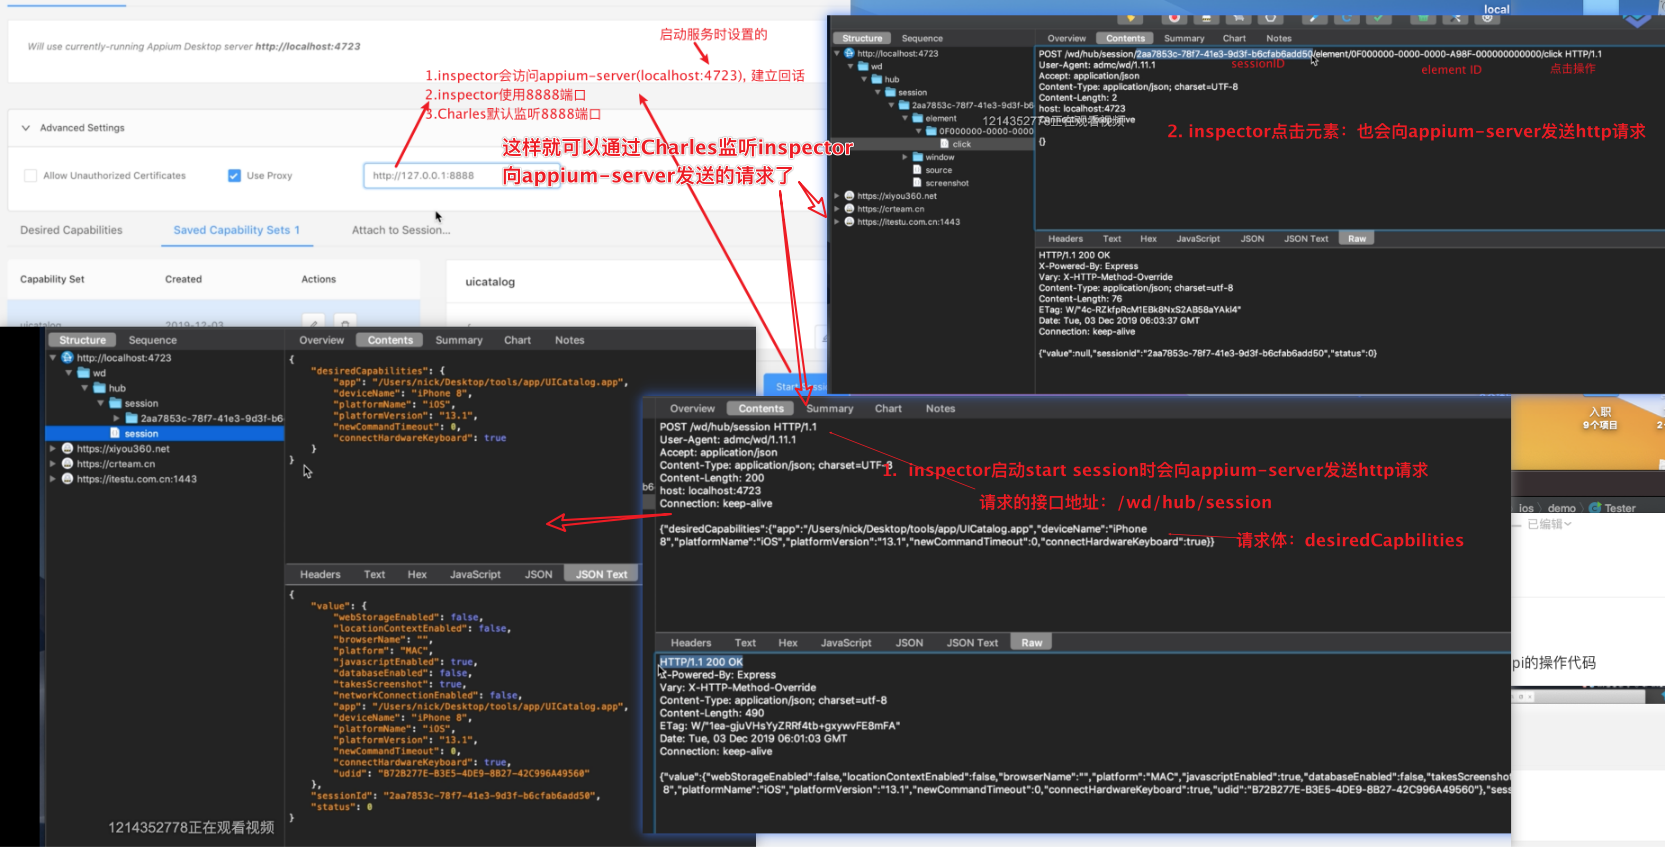 Will use currently-running Appium Desktop server http://localhost:4723
启动服务时设置的
1.inspector会访问appium-server(localhost:4723), 建立回话
2.inspector使用8888端口
3.Charles默认监听8888端口
这样就可以通过Charles监听inspector
向appium-server发送的请求了
Advanced Settings
Allow Unauthorized Certificates
Use Proxy
http://127.0.0.1:8888
Desired Capabilities
Saved Capability Sets 1
Attach to Session...
Capability Set
Created
Actions
uicatalog
uicatalog
2019-12-03
local
Structure
Sequence
http://localhost:4723
wd
hub
session
2aa7853c-78f7-41e3-9d3f-b6
element
0F000000-0000-0000
click
window
source
screenshot
https://xiyou360.net
https://crteam.cn
https://itestu.com.cn:1443
Overview
Contents
Summary
Chart
Notes
POST /wd/hub/session/2aa7853c-78f7-41e3-9d3f-b6cfab6add50/element/0F000000-0000-0000-A98F-000000000000/click HTTP/1.1
User-Agent: admc/wd/1.11.1
Accept: application/json
Content-Type: application/json; charset=UTF-8
Content-Length: 2
host: localhost:4723
Connection: keep-alive
{}
sessionID
element ID
点击操作
1214352778正在观看视频
2. inspector点击元素：也会向appium-server发送http请求
Headers
Text
Hex
JavaScript
JSON
JSON Text
Raw
HTTP/1.1 200 OK
X-Powered-By: Express
Vary: X-HTTP-Method-Override
Content-Type: application/json; charset=utf-8
Content-Length: 76
ETag: W/"4c-RZkfpRcM1EBk8NxS2AB58aYAkI4"
Date: Tue, 03 Dec 2019 06:03:37 GMT
Connection: keep-alive
{"value":null,"sessionId":"2aa7853c-78f7-41e3-9d3f-b6cfab6add50","status":0}
Structure
Sequence
http://localhost:4723
wd
hub
session
2aa7853c-78f7-41e3-9d3f-b6
session
https://xiyou360.net
https://crteam.cn
https://itestu.com.cn:1443
Overview
Contents
Summary
Chart
Notes
{
"desiredCapabilities": {
"app": "/Users/nick/Desktop/tools/app/UICatalog.app",
"deviceName": "iPhone 8",
"platformName": "iOS",
"platformVersion": "13.1",
"newCommandTimeout": 0,
"connectHardwareKeyboard": true
}
}
Headers
Text
Hex
JavaScript
JSON
JSON Text
{
"value": {
"webStorageEnabled": false,
"locationContextEnabled": false,
"browserName": "",
"platform": "MAC",
"javascriptEnabled": true,
"databaseEnabled": false,
"takesScreenshot": true,
"networkConnectionEnabled": false,
"app": "/Users/nick/Desktop/tools/app/UICatalog.app",
"deviceName": "iPhone 8",
"platformName": "iOS",
"platformVersion": "13.1",
"newCommandTimeout": 0,
"connectHardwareKeyboard": true,
"udid": "B72B277E-B3E5-4DE9-8B27-42C996A49560"
},
"sessionId": "2aa7853c-78f7-41e3-9d3f-b6cfab6add50",
"status": 0
}
1214352778正在观看视频
Overview
Contents
Summary
Chart
Notes
POST /wd/hub/session HTTP/1.1
User-Agent: admc/wd/1.11.1
Accept: application/json
Content-Type: application/json; charset=UTF-8
Content-Length: 200
host: localhost:4723
Connection: keep-alive
{"desiredCapabilities":{"app":"/Users/nick/Desktop/tools/app/UICatalog.app","deviceName":"iPhone
8","platformName":"iOS","platformVersion":"13.1","newCommandTimeout":0,"connectHardwareKeyboard":true}}
1. inspector启动start session时会向appium-server发送http请求
请求的接口地址：/wd/hub/session
请求体：desiredCapbilities
Headers
Text
Hex
JavaScript
JSON
JSON Text
Raw
HTTP/1.1 200 OK
X-Powered-By: Express
Vary: X-HTTP-Method-Override
Content-Type: application/json; charset=utf-8
Content-Length: 490
ETag: W/"1ea-gjuVHsYyZRRf4tb+gxywvFE8mFA"
Date: Tue, 03 Dec 2019 06:01:03 GMT
Connection: keep-alive
{"value":{"webStorageEnabled":false,"locationContextEnabled":false,"browserName":"","platform":"MAC","javascriptEnabled":true,"databaseEnabled":false,"takesScreenshot
8","platformName":"iOS","platformVersion":"13.1","newCommandTimeout":0,"connectHardwareKeyboard":true,"udid":"B72B277E-B3E5-4DE9-8B27-42C996A49560"},"sess
入职
9个项目
ios
demo
Tester
已编辑
pi的操作代码